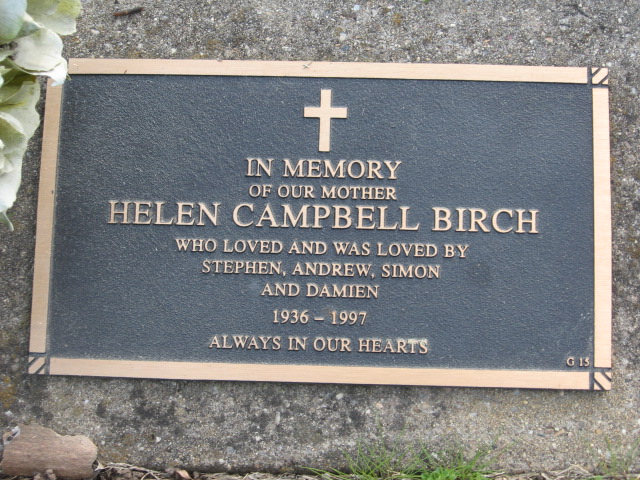 IN MEMORY
OF OUR MOTHER
HELEN CAMPBELL BIRCH
WHO LOVED AND WAS LOVED BY
STEPHEN, ANDREW, SIMON
AND DAMIEN
1936 – 1997
ALWAYS IN OUR HEARTS
G 15